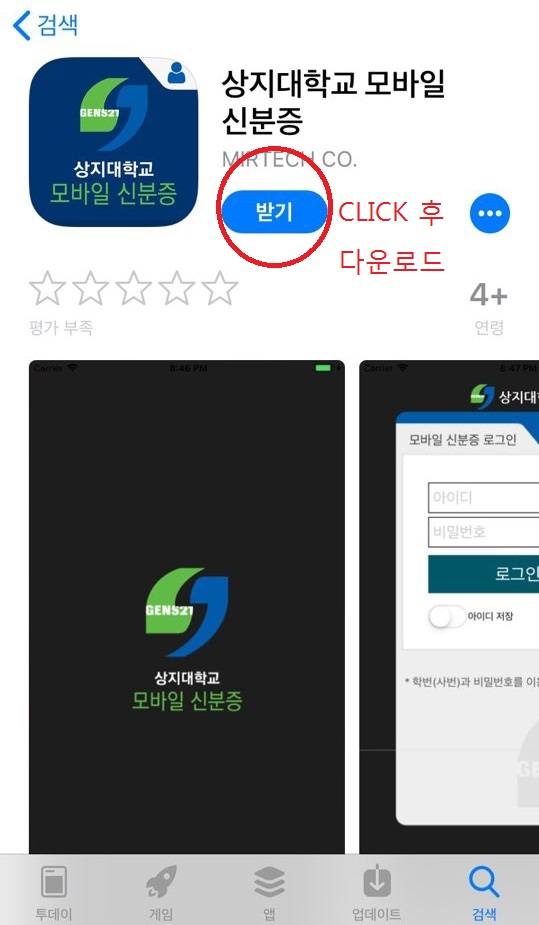 검색
GENS21
상지대학교
모바일 신분증
상지대학교 모바일
신분증
MIRTECH CO.
받기
CLICK 후
다운로드
평가 부족
4+
연령
Carrier
8:46 PM
GENS21
상지대학교
모바일 신분증
Carrier
8:47 PM
상지대
모바일 신분증 로그인
아이디
비밀번호
로그인
아이디 저장
* 학번(사번)과 비밀번호를 이용
투데이
게임
앱
업데이트
검색